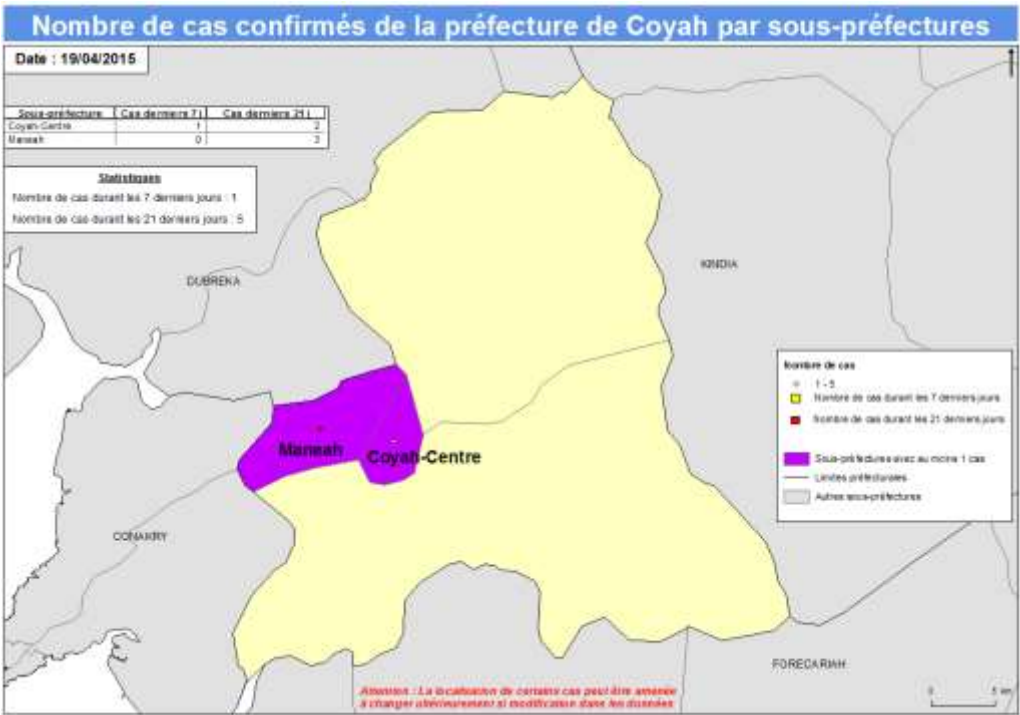 Nombre de cas confirmés de la préfecture de Coyah par sous-préfectures
Date : 19/04/2015
Sous-préfecture Cas derniers 7 j Cas derniers 21 j
Coyah-Centre 1 2
Maneah 0 3
Statistiques
Nombre de cas durant les 7 derniers jours : 1
Nombre de cas durant les 21 derniers jours : 5
DUBREKA
KINDIA
Nombre de cas
1 - 5
Nombre de cas durant les 7 derniers jours
Nombre de cas durant les 21 derniers jours
Maneah
Coyah-Centre
Sous-préfectures avec au moins 1 cas
Limites préfecturales
Autres sous-préfectures
CONAKRY
FORECARIAH
Attention : La localisation de certains cas peut être amenée
à changer ultérieurement si modification dans les données
0 5 km